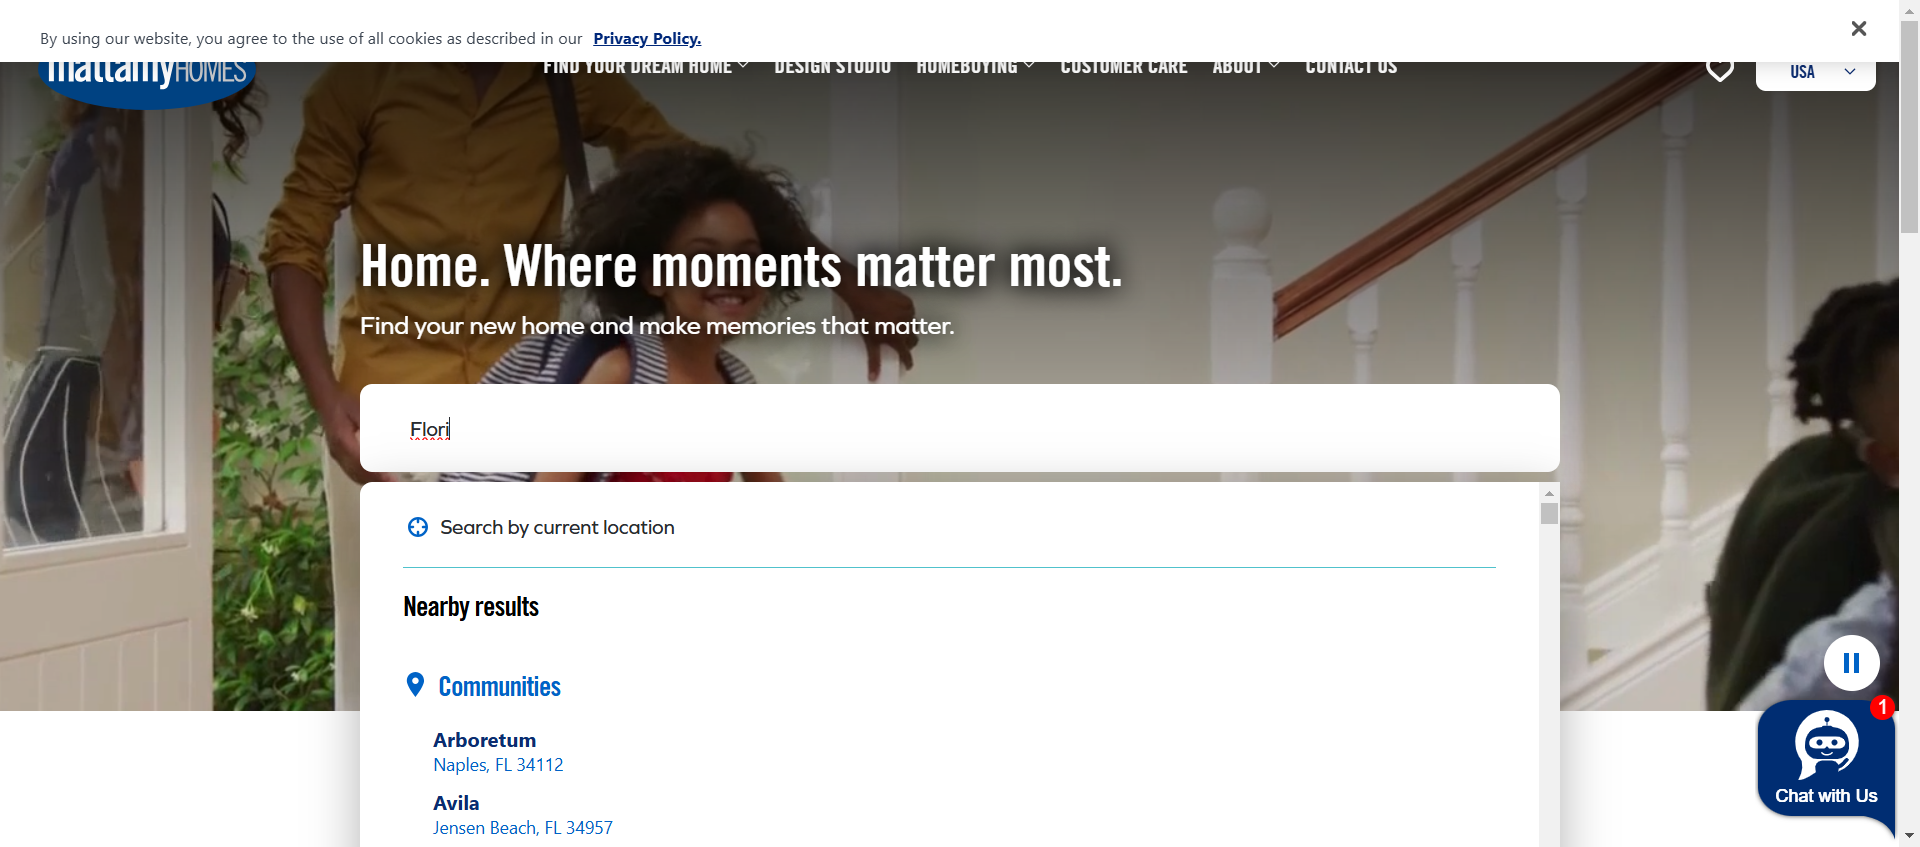 By using our website, you agree to the use of all cookies as described in our Privacy Policy.
mattamyHOMES
FIND YOUR DREAM HOME
DESIGN STUDIO
HOMEBUYING
CUSTOMER CARE
ABOUT
CONTACT US
USA
Home. Where moments matter most.
Find your new home and make memories that matter.
Flori
Search by current location
Nearby results
Communities
Arboretum
Naples, FL 34112
Avila
Jensen Beach, FL 34957
1
Chat with Us